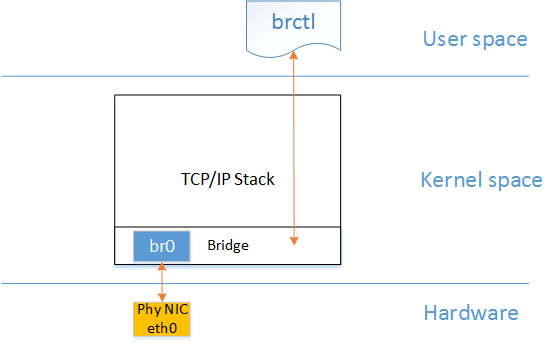 brctl
User space
TCP/IP Stack
Kernel space
br0
Bridge
Phy NIC
eth0
Hardware